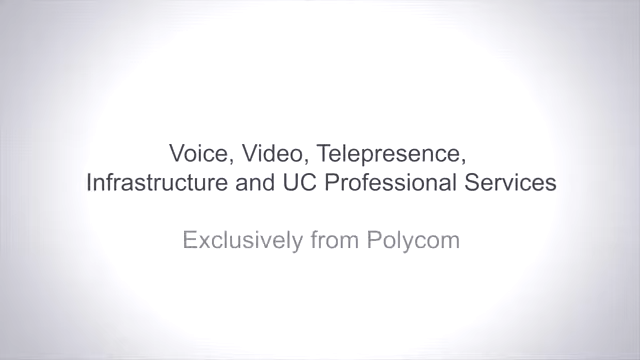 Voice, Video, Telepresence,
Infrastructure and UC Professional Services
Exclusively from Polycom